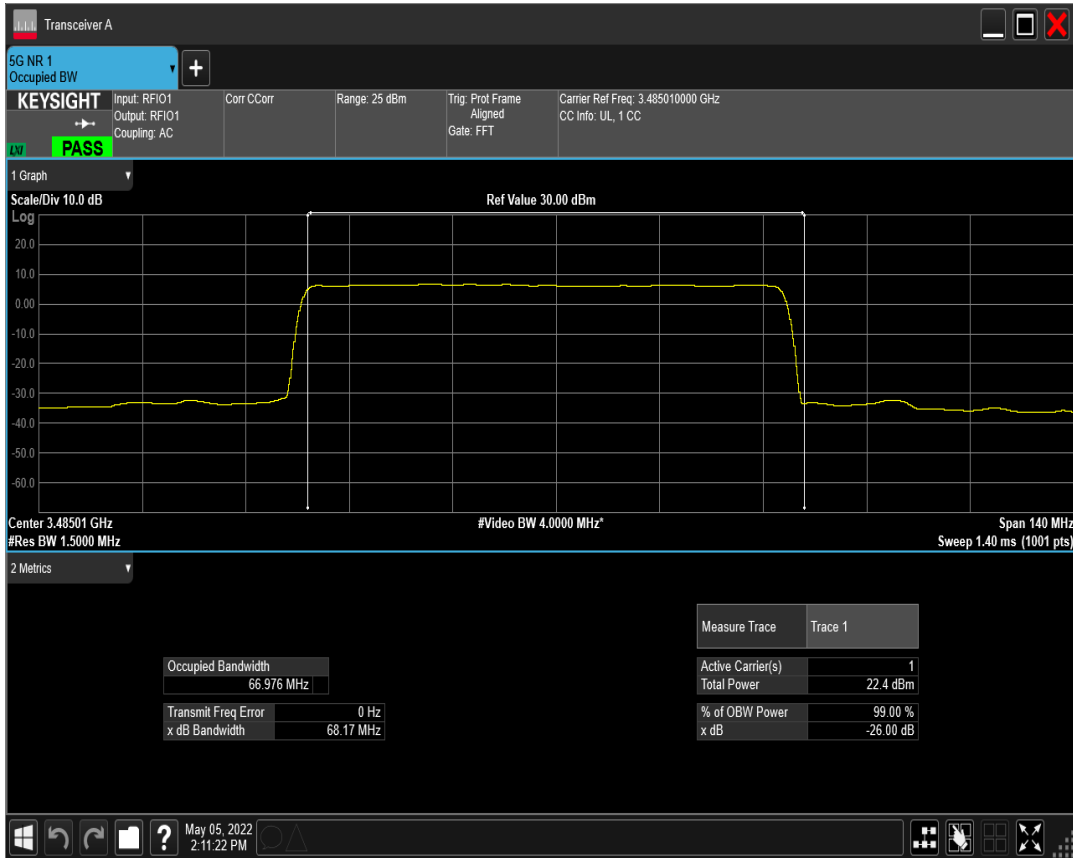 Transceiver A
5G NR 1
Occupied BW
KEYSIGHT
LXI
PASS
Input: RFIO1
Output: RFIO1
Coupling: AC
Corr CCorr
Range: 25 dBm
Trig: Prot Frame
Aligned
Gate: FFT
Carrier Ref Freq: 3.485010000 GHz
CC Info: UL, 1 CC
1 Graph
Scale/Div 10.0 dB
Ref Value 30.00 dBm
Log
20.0
10.0
0.00
-10.0
-20.0
-30.0
-40.0
-50.0
-60.0
Center 3.48501 GHz
#Video BW 4.0000 MHz*
Span 140 MHz
#Res BW 1.5000 MHz
Sweep 1.40 ms (1001 pts)
2 Metrics
Measure Trace Trace 1
Occupied Bandwidth
66.976 MHz
Active Carrier(s) 1
Total Power 22.4 dBm
Transmit Freq Error 0 Hz
x dB Bandwidth 68.17 MHz
% of OBW Power 99.00 %
x dB -26.00 dB
May 05, 2022
2:11:22 PM